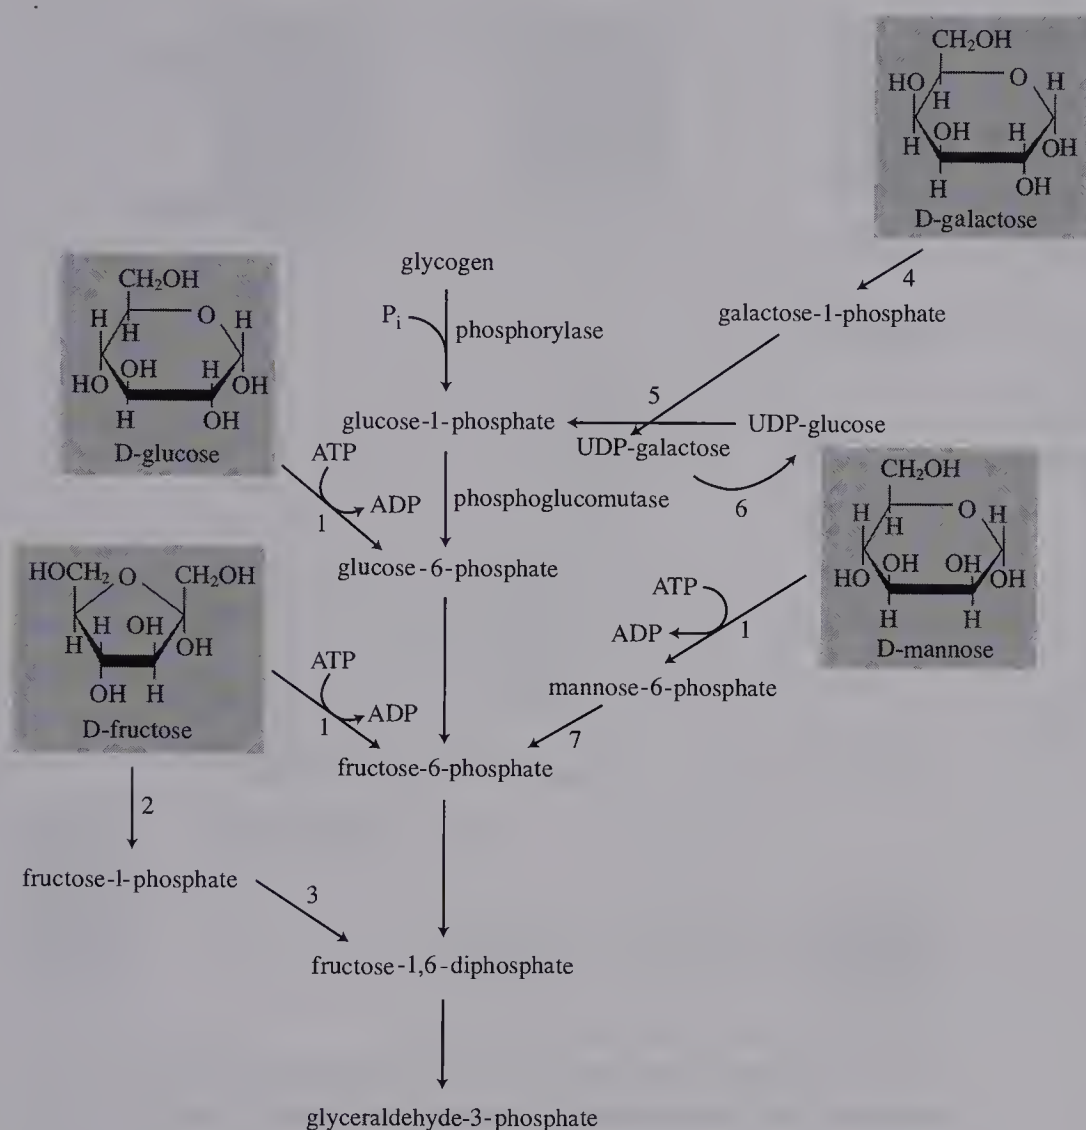 CH₂OH
HO
O
H
H
OH
H
H
OH
H
OH
D-galactose
4
galactose-1-phosphate
glycogen
Pᵢ
phosphorylase
CH₂OH
H
O
H
H
OH
H
HO
OH
H
OH
D-glucose
5
glucose-1-phosphate
UDP-glucose
UDP-galactose
6
ATP
ADP
1
phosphoglucomutase
glucose-6-phosphate
CH₂OH
H
O
H
H
OH
OH
HO
OH
H
H
D-mannose
ATP
ADP
1
mannose-6-phosphate
7
HOCH₂
O
CH₂OH
H
H
OH
OH
OH
H
D-fructose
ATP
ADP
1
fructose-6-phosphate
2
fructose-1-phosphate
3
fructose-1,6-diphosphate
glyceraldehyde-3-phosphate